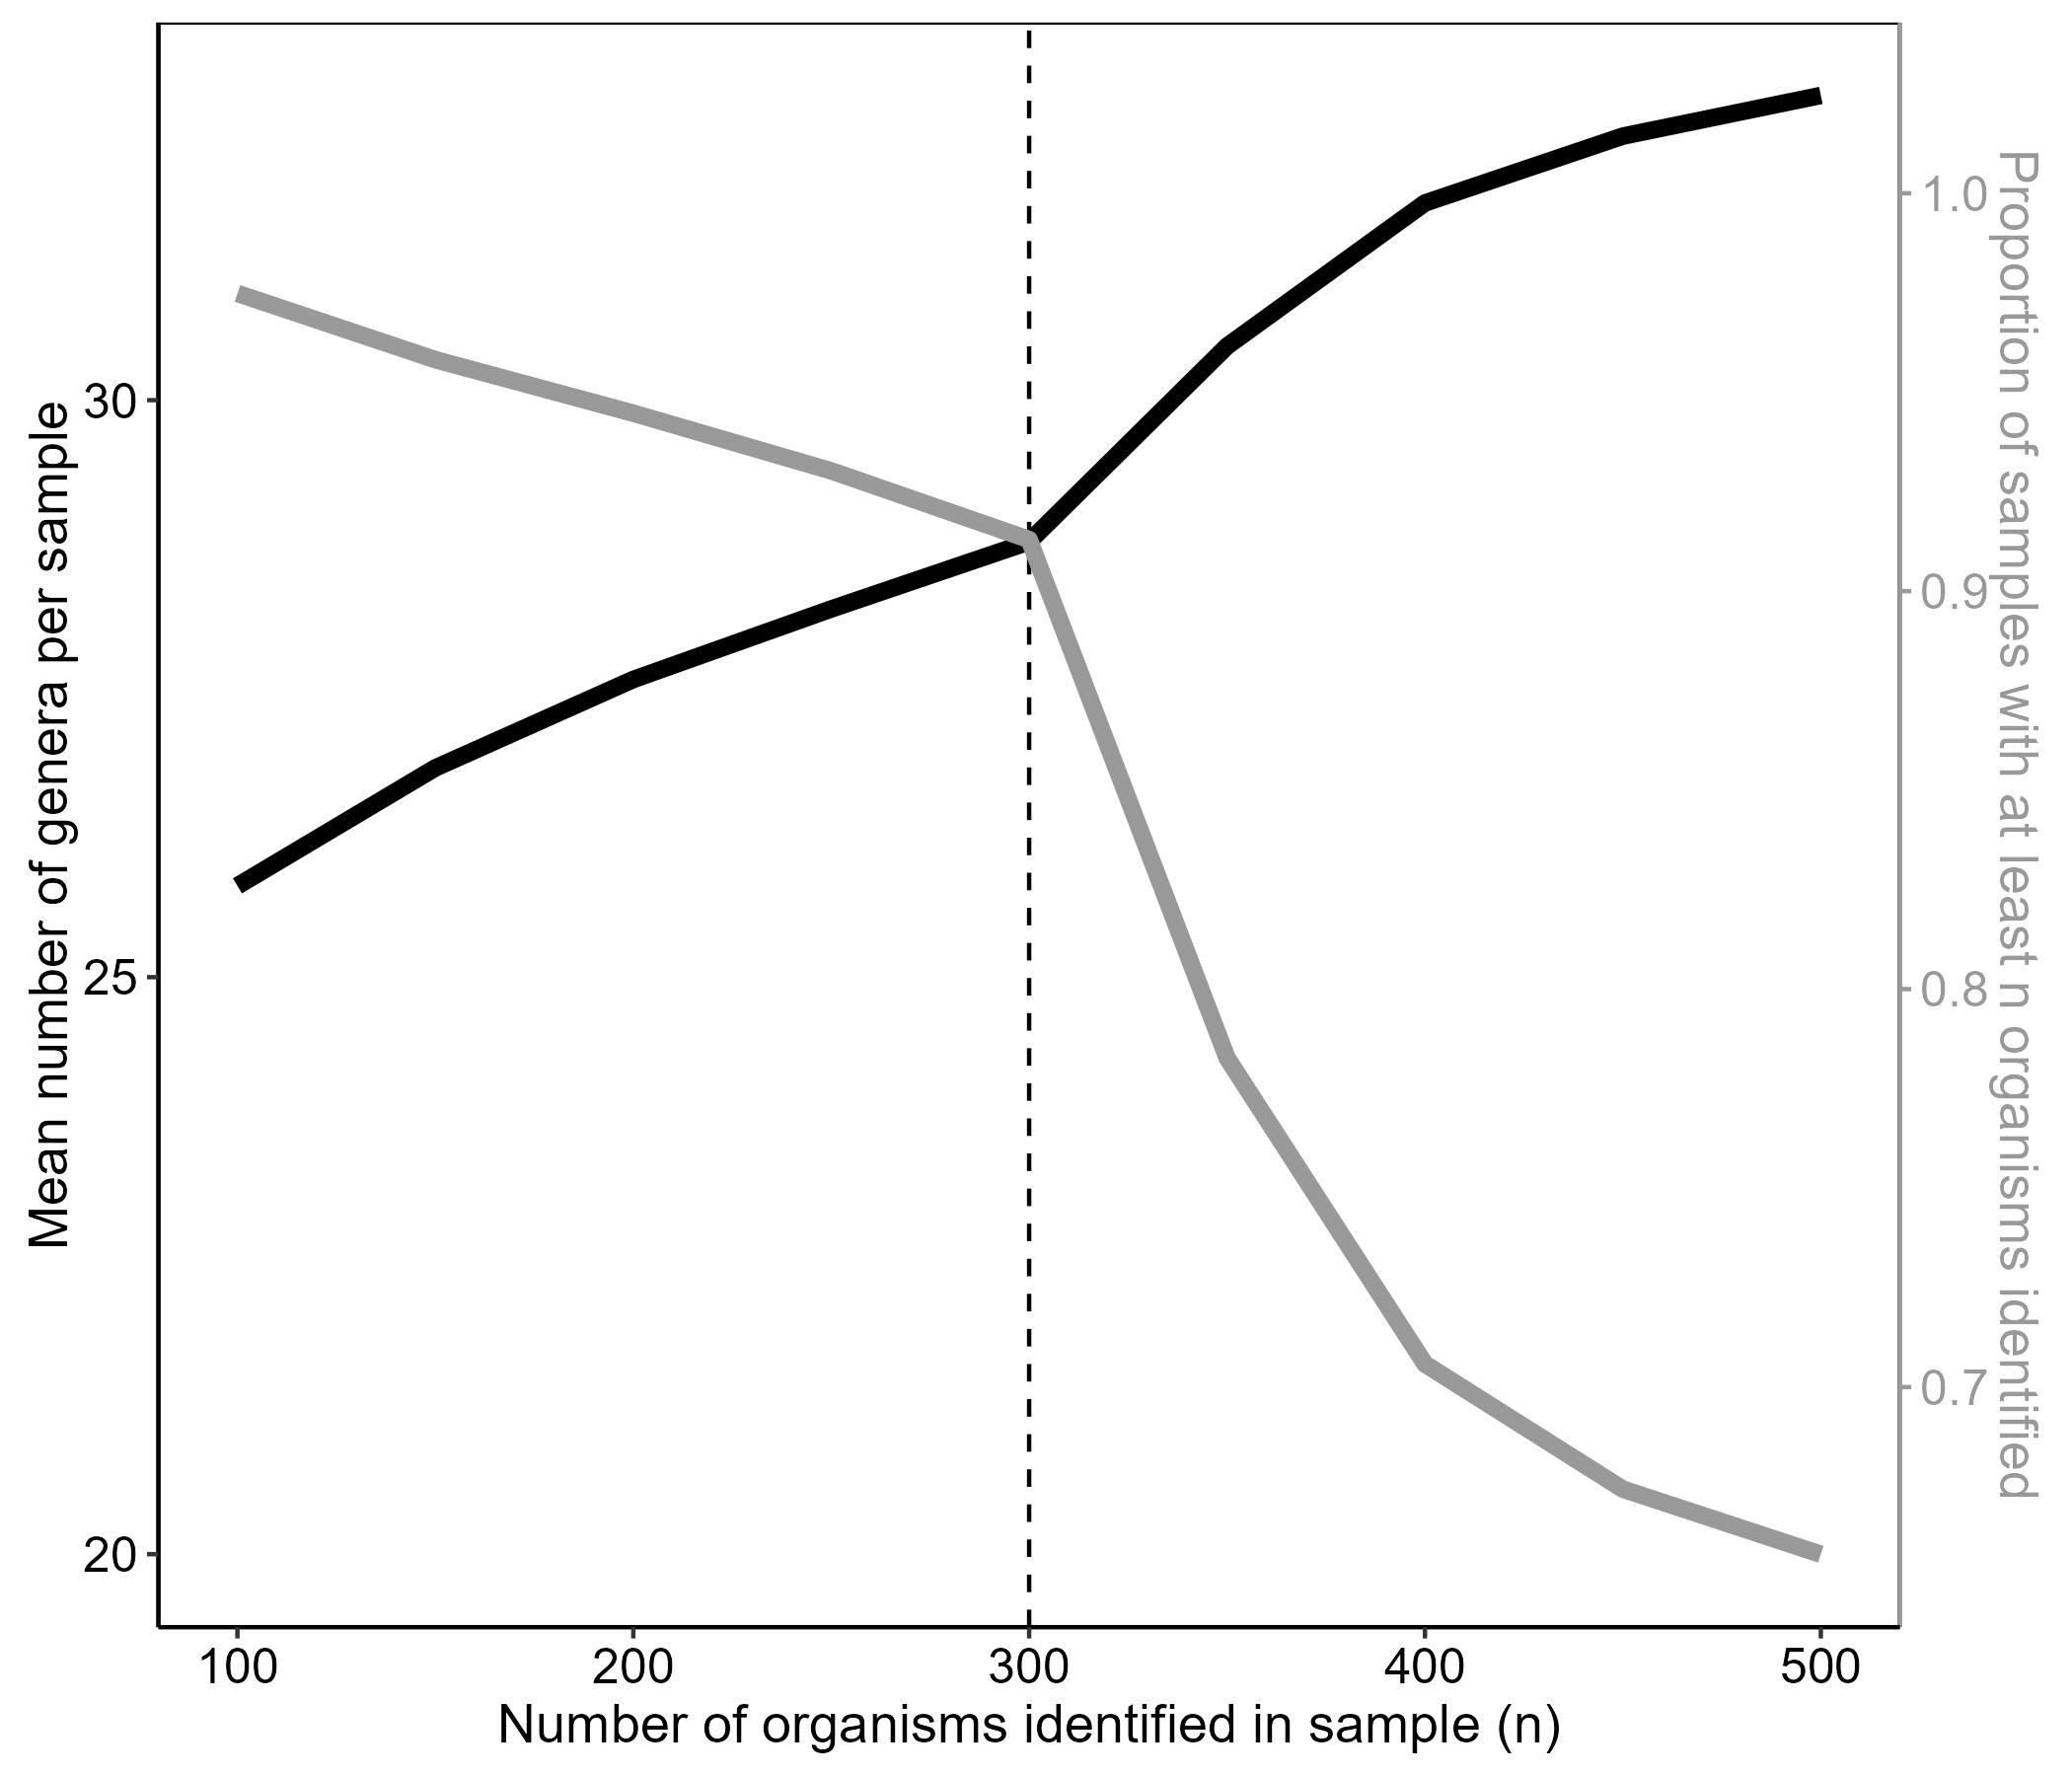 Mean number of genera per sample
30
25
20
100 200 300 400 500
Number of organisms identified in sample (n)
1.0
0.9
0.8
0.7
Proportion of samples with at least n organisms identified